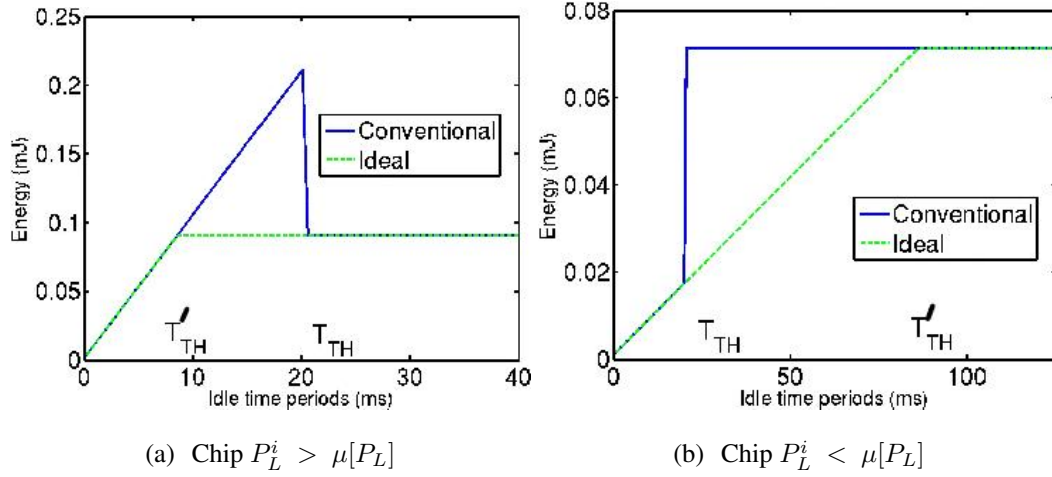 0.25
0.2
0.15
0.1
0.05
0
Energy (mJ)
Conventional
Ideal
T′TH
TTH
0 10 20 30 40
Idle time periods (ms)
(a) Chip P_L^i > μ[P_L]
0.08
0.06
0.04
0.02
0
Energy (mJ)
Conventional
Ideal
TTH
T′TH
0 50 100
Idle time periods (ms)
(b) Chip P_L^i < μ[P_L]